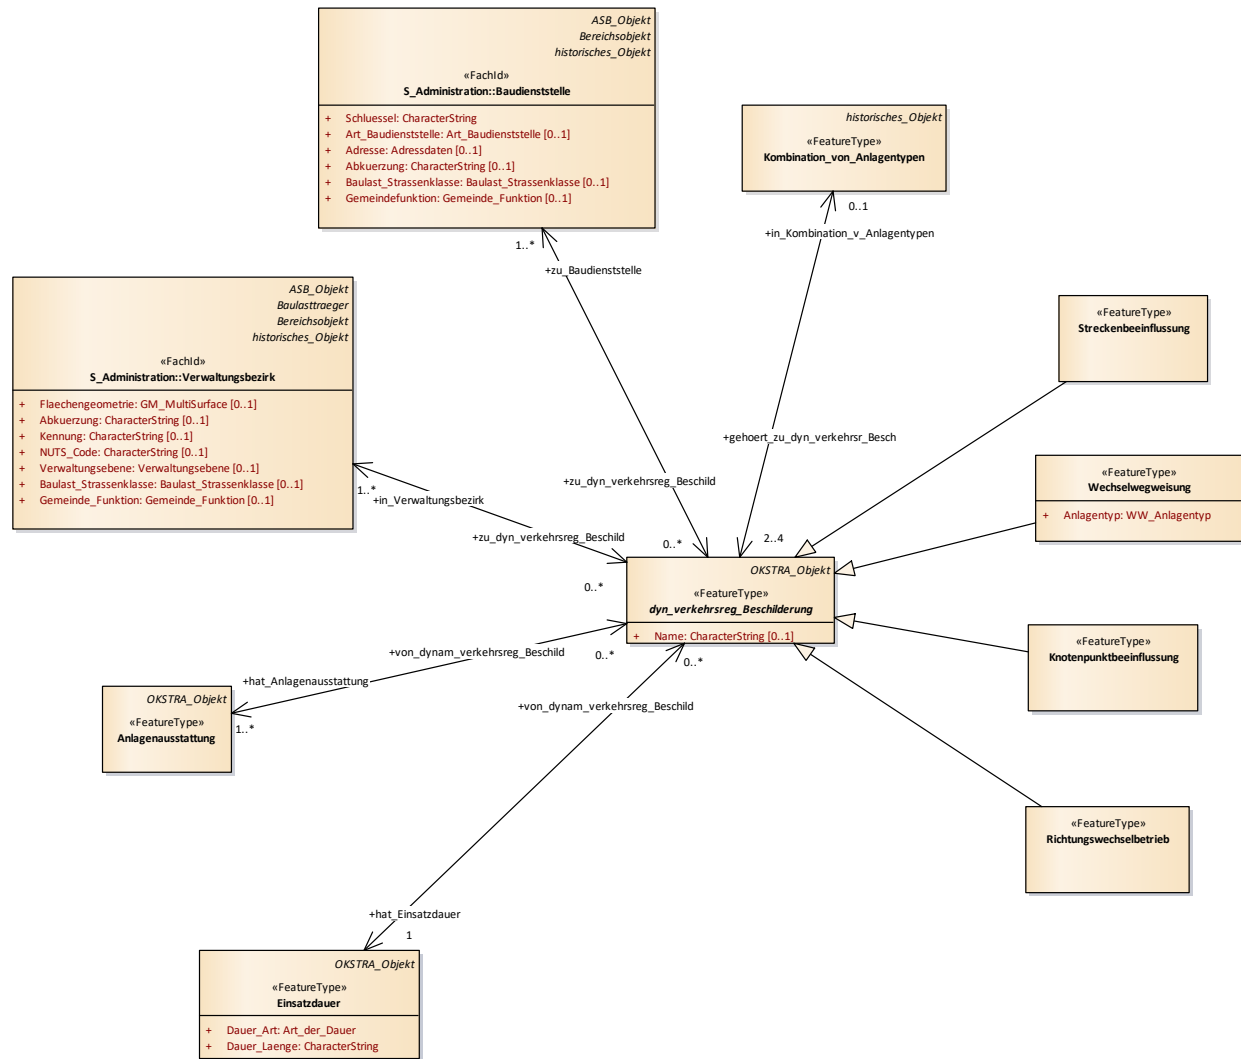 ASB_Objekt
Bereichsobjekt
historisches_Objekt
«FachId»
S_Administration::Baudienststelle
+ Schluessel: CharacterString
+ Art_Baudienststelle: Art_Baudienststelle [0..1]
+ Adresse: Adressdaten [0..1]
+ Abkuerzung: CharacterString [0..1]
+ Baulast_Strassenklasse: Baulast_Strassenklasse [0..1]
+ Gemeindefunktion: Gemeinde_Funktion [0..1]
historisches_Objekt
«FeatureType»
Kombination_von_Anlagentypen
0..1
+in_Kombination_v_Anlagentypen
1..*
+zu_Baudienststelle
ASB_Objekt
Baulasttraeger
Bereichsobjekt
historisches_Objekt
«FachId»
S_Administration::Verwaltungsbezirk
+ Flaechengeometrie: GM_MultiSurface [0..1]
+ Abkuerzung: CharacterString [0..1]
+ Kennung: CharacterString [0..1]
+ NUTS_Code: CharacterString [0..1]
+ Verwaltungsebene: Verwaltungsebene [0..1]
+ Baulast_Strassenklasse: Baulast_Strassenklasse [0..1]
+ Gemeinde_Funktion: Gemeinde_Funktion [0..1]
«FeatureType»
Streckenbeeinflussung
+gehoert_zu_dyn_verkehrsr_Besch
«FeatureType»
Wechselwegweisung
+ Anlagentyp: WW_Anlagentyp
+zu_dyn_verkehrsreg_Beschild
1..*
+in_Verwaltungsbezirk
+zu_dyn_verkehrsreg_Beschild
0..*
0..*
2..4
OKSTRA_Objekt
«FeatureType»
dyn_verkehrsreg_Beschilderung
+ Name: CharacterString [0..1]
«FeatureType»
Knotenpunktbeeinflussung
+von_dynam_verkehrsreg_Beschild
0..*
0..*
+hat_Anlagenausstattung
OKSTRA_Objekt
«FeatureType»
Anlagenausstattung
1..*
+von_dynam_verkehrsreg_Beschild
«FeatureType»
Richtungswechselbetrieb
+hat_Einsatzdauer
1
OKSTRA_Objekt
«FeatureType»
Einsatzdauer
+ Dauer_Art: Art_der_Dauer
+ Dauer_Laenge: CharacterString